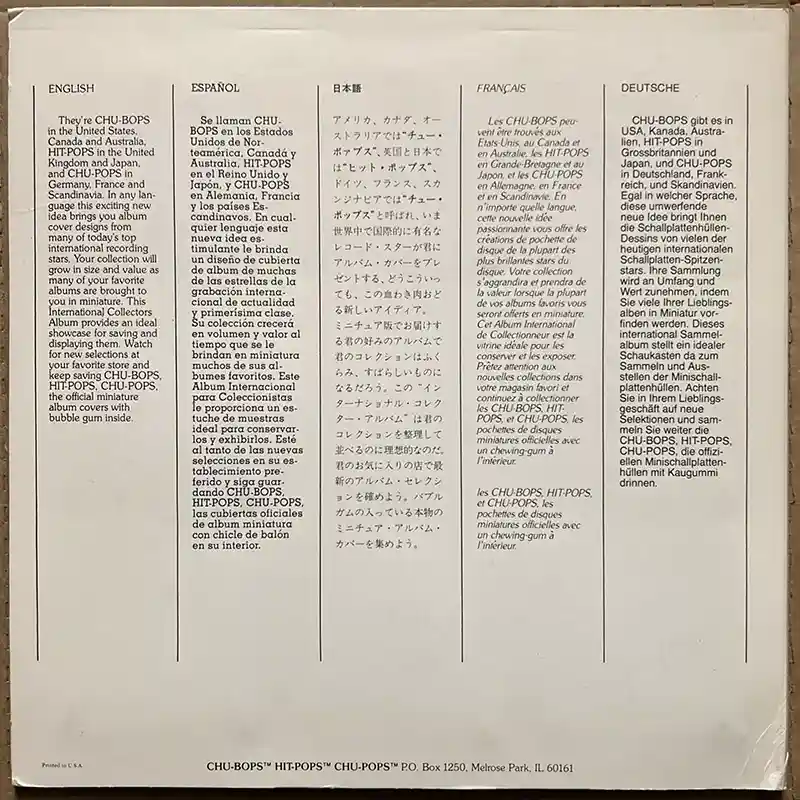 ENGLISH
They're CHU-BOPS
in the United States,
Canada and Australia,
HIT-POPS in the United
Kingdom and Japan,
and CHU-POPS in
Germany, France and
Scandinavia. In any lan-
guage this exciting new
idea brings you album
cover designs from
many of today's top
international recording
stars. Your collection will
grow in size and value as
many of your favorite
albums are brought to
you in miniature. This
International Collectors
Album provides an ideal
showcase for saving and
displaying them. Watch
for new selections at
your favorite store and
keep saving CHU-BOPS,
HIT-POPS, CHU-POPS,
the official miniature
album covers with
bubble gum inside.
ESPAÑOL
Se llaman CHU-
BOPS en los Estados
Unidos de Nor-
teamérica, Canadá y
Australia, HIT-POPS
en el Reino Unido y
Japón, y CHU-POPS
en Alemania, Francia
y los países Es-
candinavos. En cual-
quier lenguaje esta
nueva idea es-
timulante le brinda
un diseño de cubierta
de album de muchas
de las estrellas de la
grabación interna-
cional de actualidad
y primerísima clase.
Su colección crecerá
en volumen y valor al
tiempo que se le
brindan en miniatura
muchos de sus al-
bumes favoritos. Este
Album Internacional
para Coleccionistas
le proporciona un es-
tuche de muestras
ideal para conservar-
los y exhibirlos. Esté
al tanto de las nuevas
selecciones en su es-
tablecimiento pre-
ferido y siga guar-
dando CHU-BOPS,
HIT-POPS, CHU-POPS,
las cubiertas oficiales
de album miniatura
con chicle de balón
en su interior.
日本語
アメリカ、カナダ、オー
ストラリアでは“チュー・
ボップス”、英国と日本で
は“ヒット・ポップス”、
ドイツ、フランス、スカ
ンジナビアでは“チュー・
ポップス”と呼ばれ、いま
世界中で国際的に有名な
レコード・スターが君に
アルバム・カバーをプレ
ゼントする、どうこういっ
ても、この血わき肉おど
る新しいアイディア。
ミニチュア版でお届けす
る君の好みのアルバムで
君のコレクションはふく
らみ、すばらしいものに
なるだろう。この“イン
ターナショナル・コレク
ター・アルバム”は君の
コレクションを整理して
並べるのに理想的なのだ。
君のお気に入りの店で最
新のアルバム・セレクシ
ョンを確めよう。バブル
ガムの入っている本物の
ミニチュア・アルバム・
カバーを集めよう。
FRANÇAIS
Les CHU-BOPS peu-
vent être trouvés aux
Etats-Unis, au Canada et
en Australie, les HIT-POPS
en Grande-Bretagne et au
Japon, et les CHU-POPS
en Allemagne, en France
et en Scandinavie. En
n'importe quelle langue,
cette nouvelle idée
passionnante vous offre les
créations de pochette de
disque de la plupart des
plus brillantes stars du
disque. Votre collection
s'aggrandira et prendra de
la valeur lorsque la plupart
de vos albums favoris vous
seront offerts en miniature.
Cet Album International
de Collectionneur est la
vitrine idéale pour les
conserver et les exposer.
Prêtez attention aux
nouvelles collections dans
votre magasin favori et
continuez à collectionner
les CHU-BOPS, HIT-
POPS, et CHU-POPS, les
pochettes de disques
miniatures officielles avec
un chewing-gum à
l'intérieur.
les CHU-BOPS, HIT-POPS,
et CHU-POPS, les
pochettes de disques
miniatures officielles avec
un chewing-gum à
l'intérieur.
DEUTSCHE
CHU-BOPS gibt es in
USA, Kanada, Austra-
lien, HIT-POPS in
Grossbritannien und
Japan, und CHU-POPS
in Deutschland, Frank-
reich, und Skandinavien.
Egal in welcher Sprache,
diese umwerfende
neue Idee bringt Ihnen
die Schallplattenhüllen-
Dessins von vielen der
heutigen internationalen
Schallplatten-Spitzen-
stars. Ihre Sammlung
wird an Umfang und
Wert zunehmen, indem
Sie viele Ihrer Lieblings-
alben in Miniatur vor-
finden werden. Dieses
international Sammel-
album stellt ein idealer
Schaukasten da zum
Sammeln und Aus-
stellen der Minischall-
plattenhüllen. Achten
Sie in Ihrem Lieblings-
geschäft auf neue
Selektionen und sam-
meln Sie weiter die
CHU-BOPS, HIT-POPS,
CHU-POPS, die offizi-
ellen Minischallplatten-
hüllen mit Kaugummi
drinnen.
Printed in U.S.A.
CHU-BOPS™ HIT-POPS™ CHU-POPS™ P.O. Box 1250, Melrose Park, IL 60161